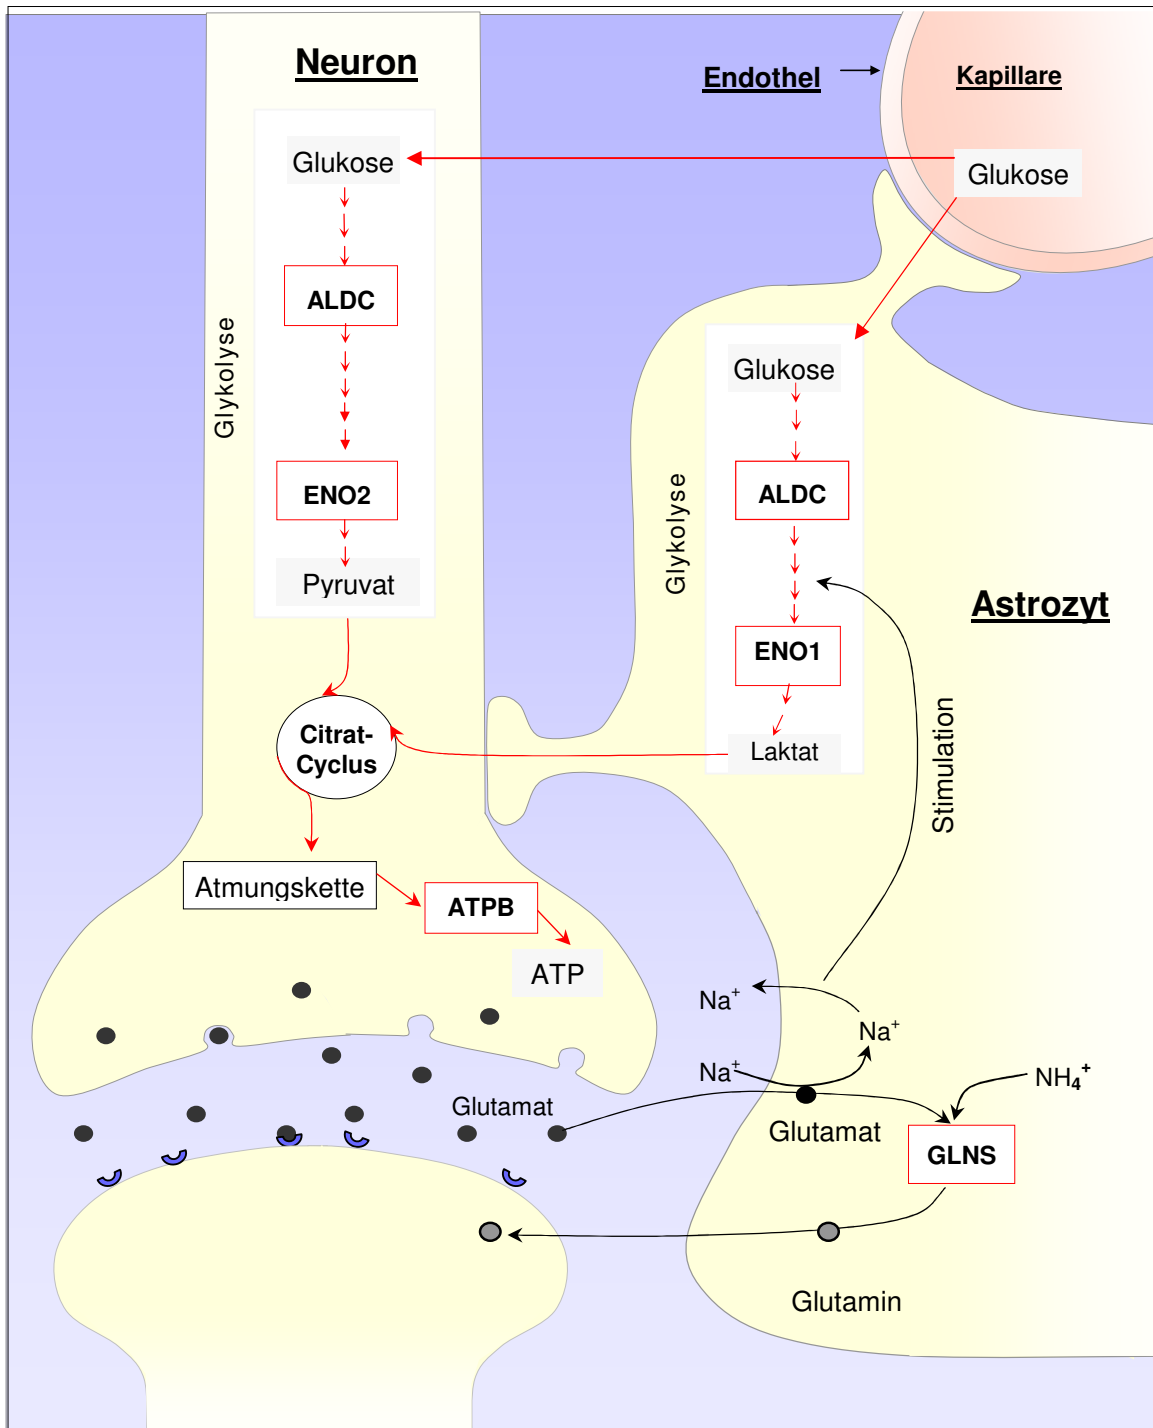 Neuron
Endothel
Kapillare
Glukose
Glukose
ALDC
Glykolyse
ENO2
Pyruvat
Glukose
ALDC
Glykolyse
ENO1
Laktat
Astrozyt
Stimulation
Citrat-
Cyclus
Atmungskette
ATPB
ATP
Na⁺
Na⁺
Na⁺
NH₄⁺
Glutamat
Glutamat
GLNS
Glutamin